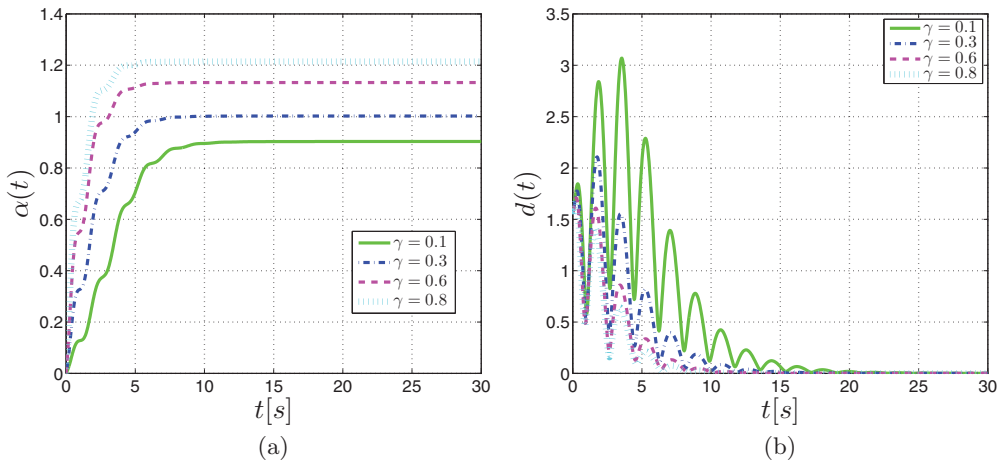 α(t)
1.4
1.2
1
0.8
0.6
0.4
0.2
0
0 5 10 15 20 25 30
t[s]
γ = 0.1
γ = 0.3
γ = 0.6
γ = 0.8
(a)
d(t)
3.5
3
2.5
2
1.5
1
0.5
0
0 5 10 15 20 25 30
t[s]
γ = 0.1
γ = 0.3
γ = 0.6
γ = 0.8
(b)